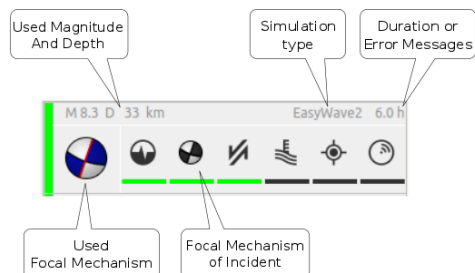 Used Magnitude
And Depth
Simulation
type
Duration or
Error Messages
M 8.3 D 33 km
EasyWave2 6.0 h
Used
Focal Mechanism
Focal Mechanism
of Incident